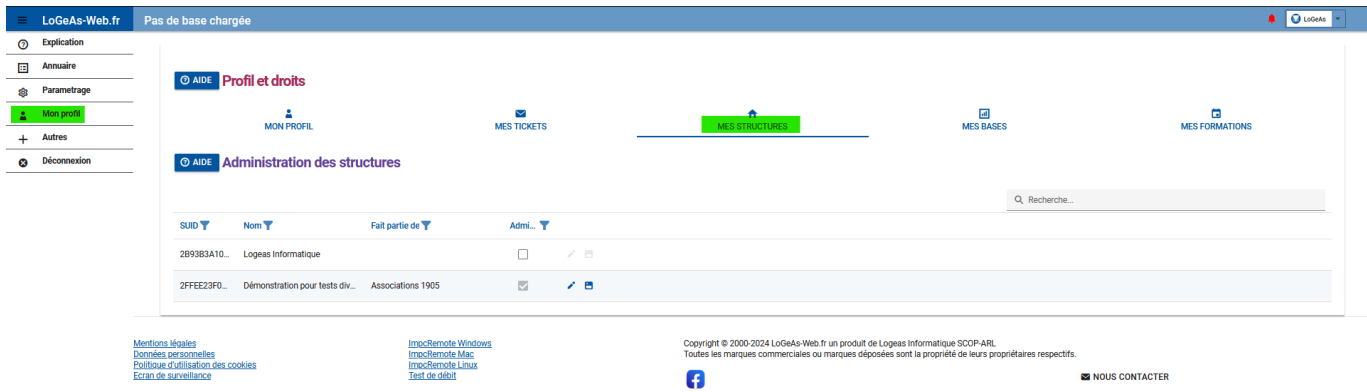 LoGeAs-Web.fr
Pas de base chargée
LoGeAs
Explication
Annuaire
Parametrage
Mon profil
Autres
Déconnexion
AIDE Profil et droits
MON PROFIL
MES TICKETS
MES STRUCTURES
MES BASES
MES FORMATIONS
AIDE Administration des structures
Recherche...
SUID Nom Fait partie de Admi...
2B93B3A10... Logeas Informatique
2FFEE23F0... Démonstration pour tests div... Associations 1905
Mentions légales
Données personnelles
Politique d'utilisation des cookies
Ecran de surveillance
ImpcRemote Windows
ImpcRemote Mac
ImpcRemote Linux
Test de débit
Copyright © 2000-2024 LoGeAs-Web.fr un produit de Logeas Informatique SCOP-ARL
Toutes les marques commerciales ou marques déposées sont la propriété de leurs propriétaires respectifs.
NOUS CONTACTER